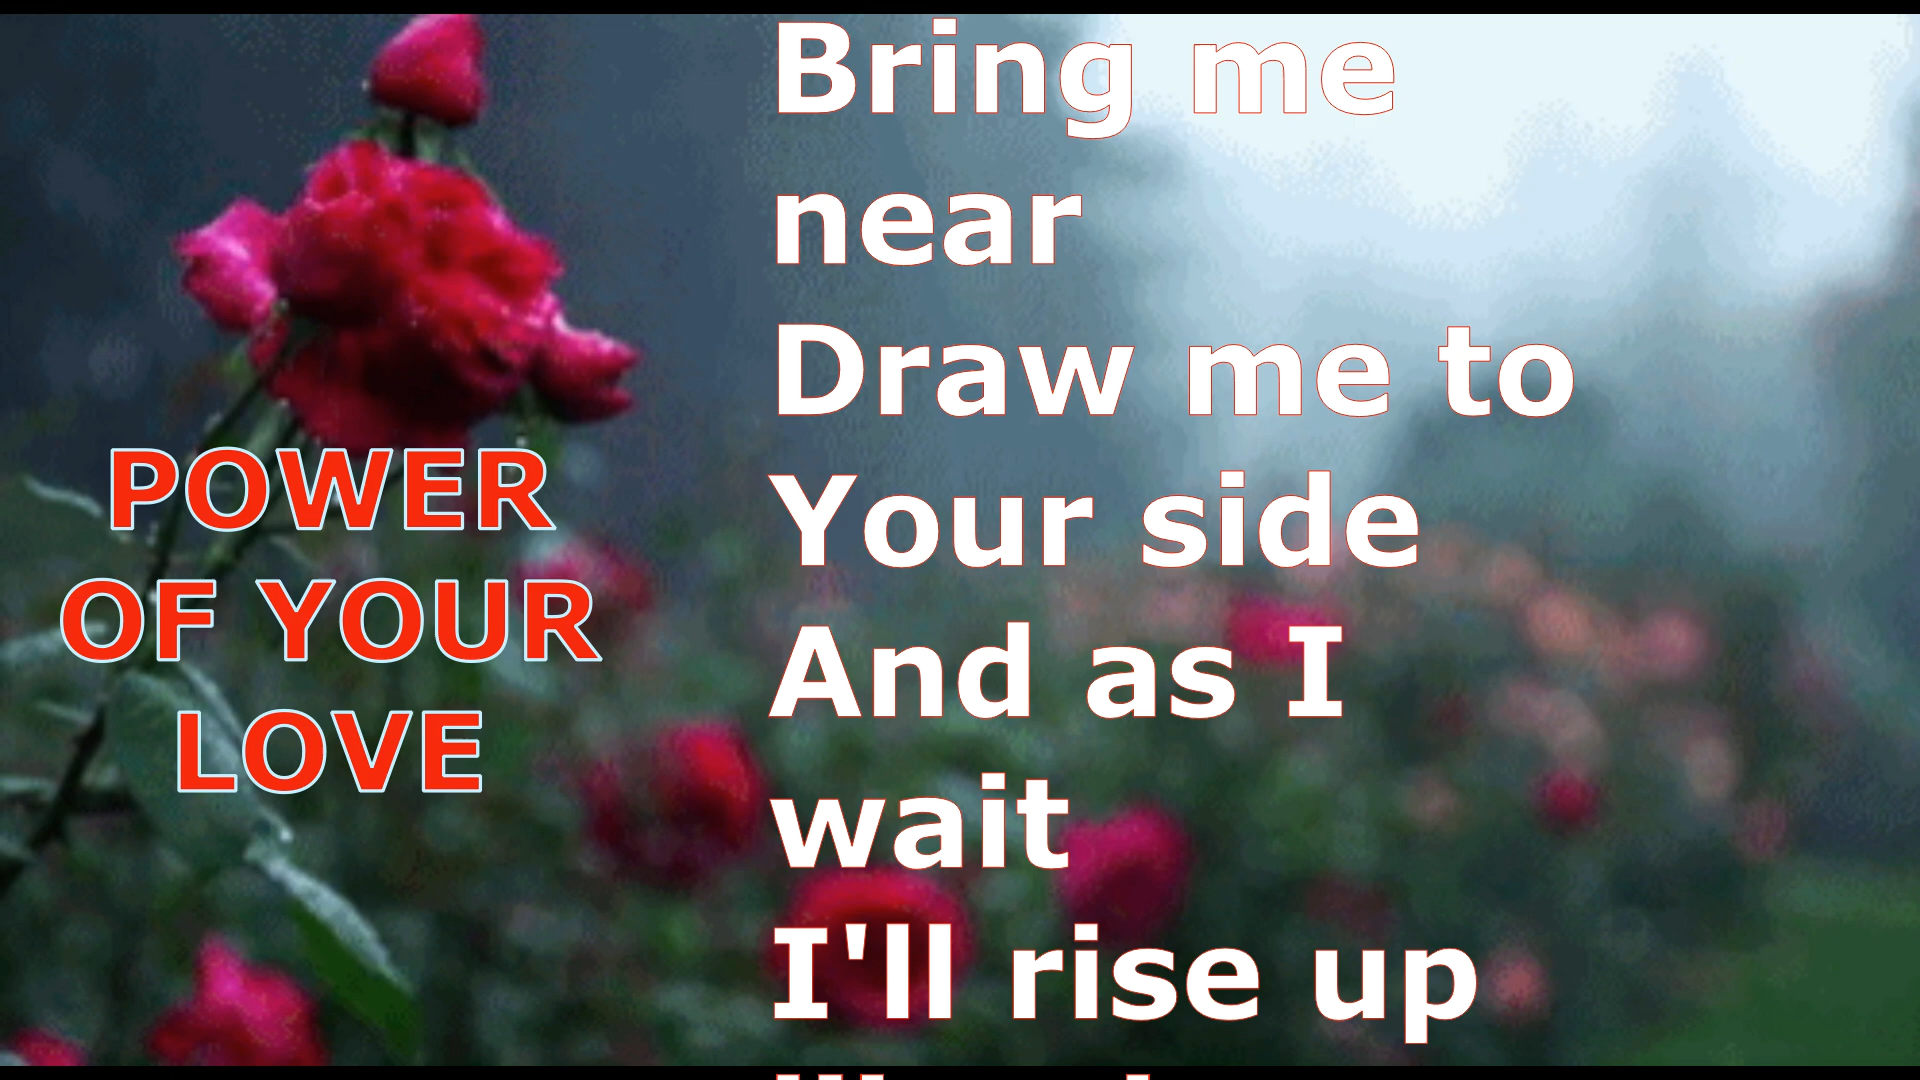 POWER
OF YOUR
LOVE
Bring me
near
Draw me to
Your side
And as I
wait
I'll rise up